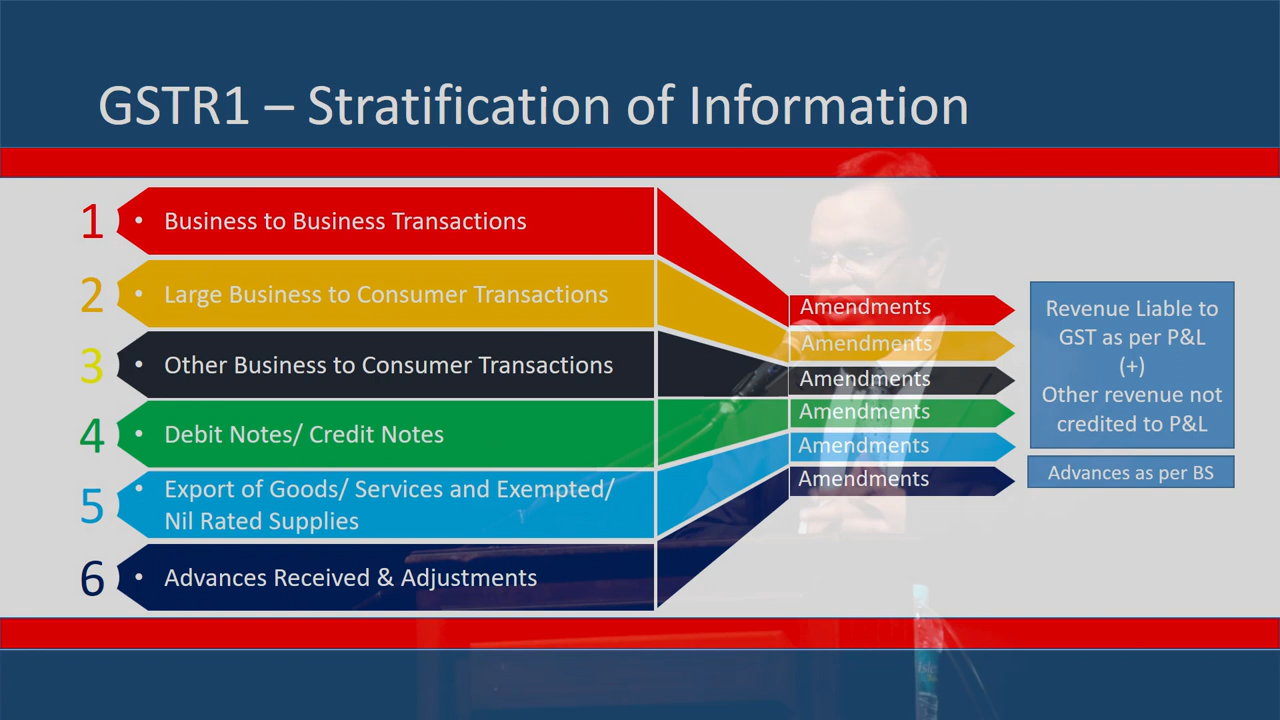 GSTR1 – Stratification of Information
1 • Business to Business Transactions
2 • Large Business to Consumer Transactions
3 • Other Business to Consumer Transactions
4 • Debit Notes/ Credit Notes
5 • Export of Goods/ Services and Exempted/
Nil Rated Supplies
6 • Advances Received & Adjustments
Amendments
Amendments
Amendments
Amendments
Amendments
Amendments
Revenue Liable to
GST as per P&L
(+)
Other revenue not
credited to P&L
Advances as per BS